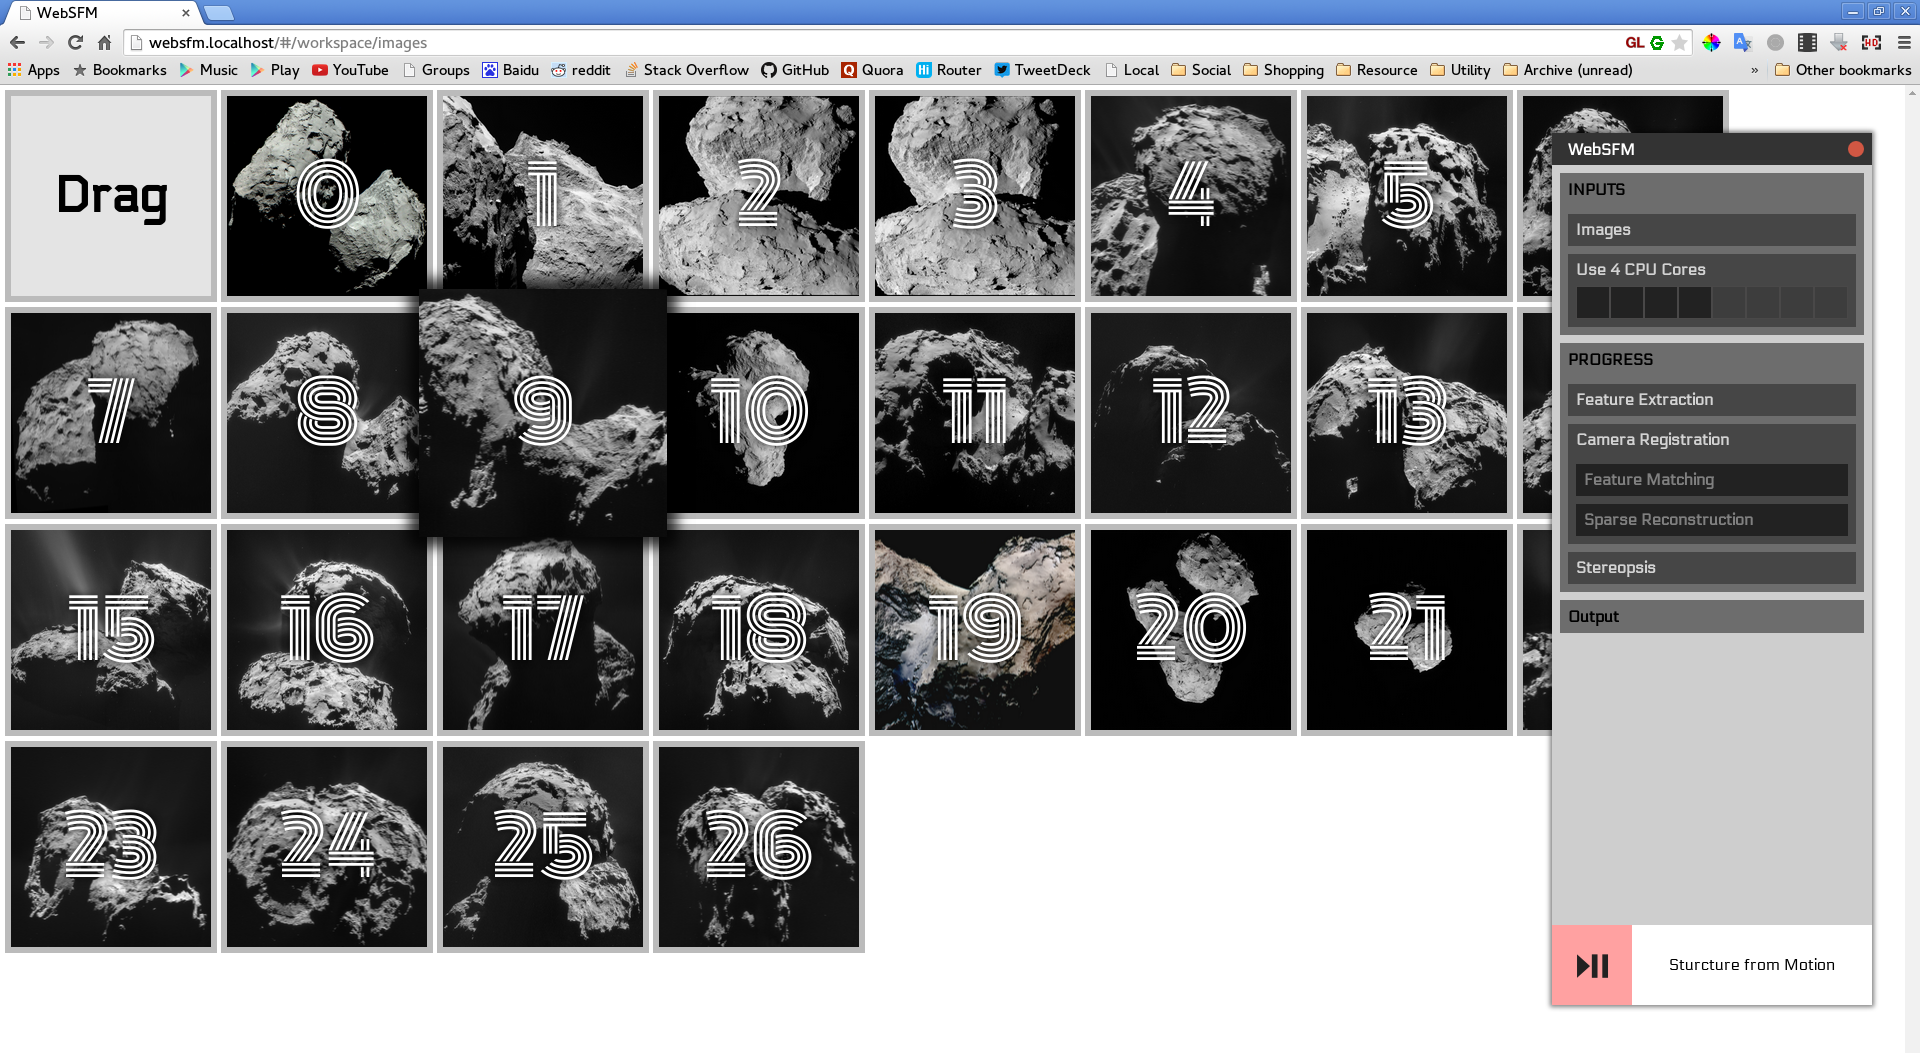 WebSFM
websfm.localhost/#/workspace/images
GL
HD
Apps Bookmarks Music Play YouTube Groups Baidu reddit Stack Overflow GitHub Quora Hi Router TweetDeck Local Social Shopping Resource Utility Archive (unread) » Other bookmarks
Drag 0 1 2 3 4 5
7 8 9 10 11 12 13
15 16 17 18 19 20 21
23 24 25 26
WebSFM
INPUTS
Images
Use 4 CPU Cores
PROGRESS
Feature Extraction
Camera Registration
Feature Matching
Sparse Reconstruction
Stereopsis
Output
Sturcture from Motion